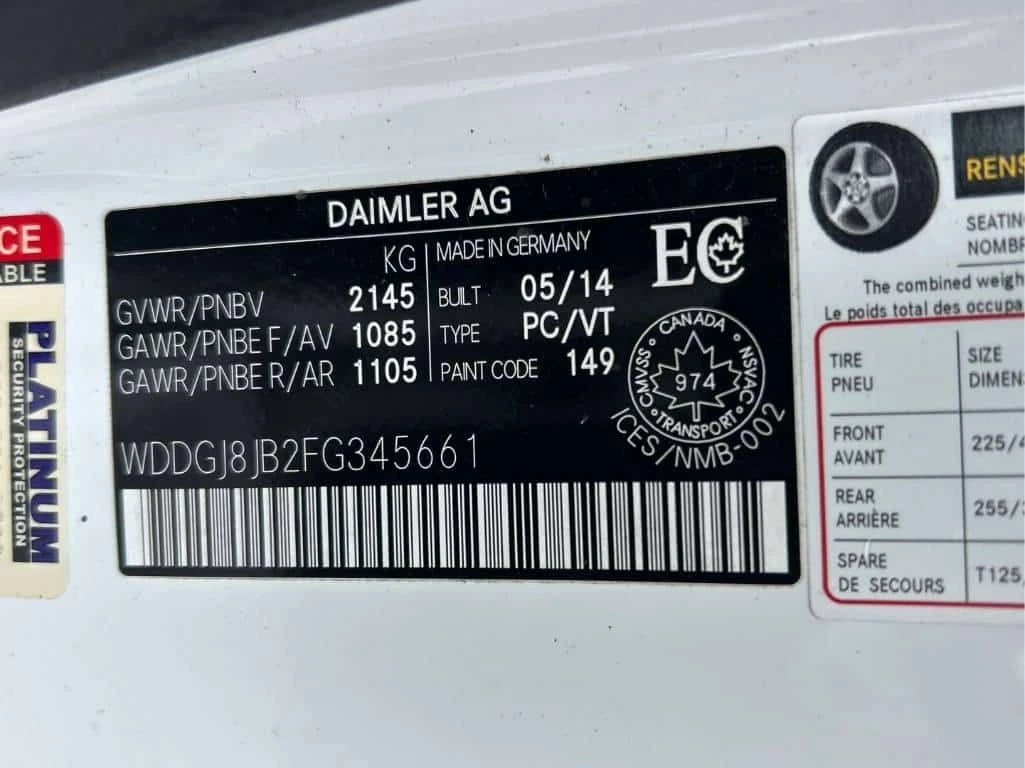 DAIMLER AG
KG
GVWR/PNBV 2145
GAWR/PNBE F/AV 1085
GAWR/PNBE R/AR 1105
MADE IN GERMANY
BUILT 05/14
TYPE PC/VT
PAINT CODE 149
EC
CANADA
CMVSS
NSVAC
974
TRANSPORT
ICES/NMB-002
WDDGJ8JB2FG345661
CE
ABLE
PLATINUM
SECURITY PROTECTION
RENS
SEATIN
NOMBR
The combined weigh
Le poids total des occupa
TIRE
PNEU
SIZE
DIMEN
FRONT
AVANT
225/4
REAR
ARRIÈRE
255/3
SPARE
DE SECOURS
T125/